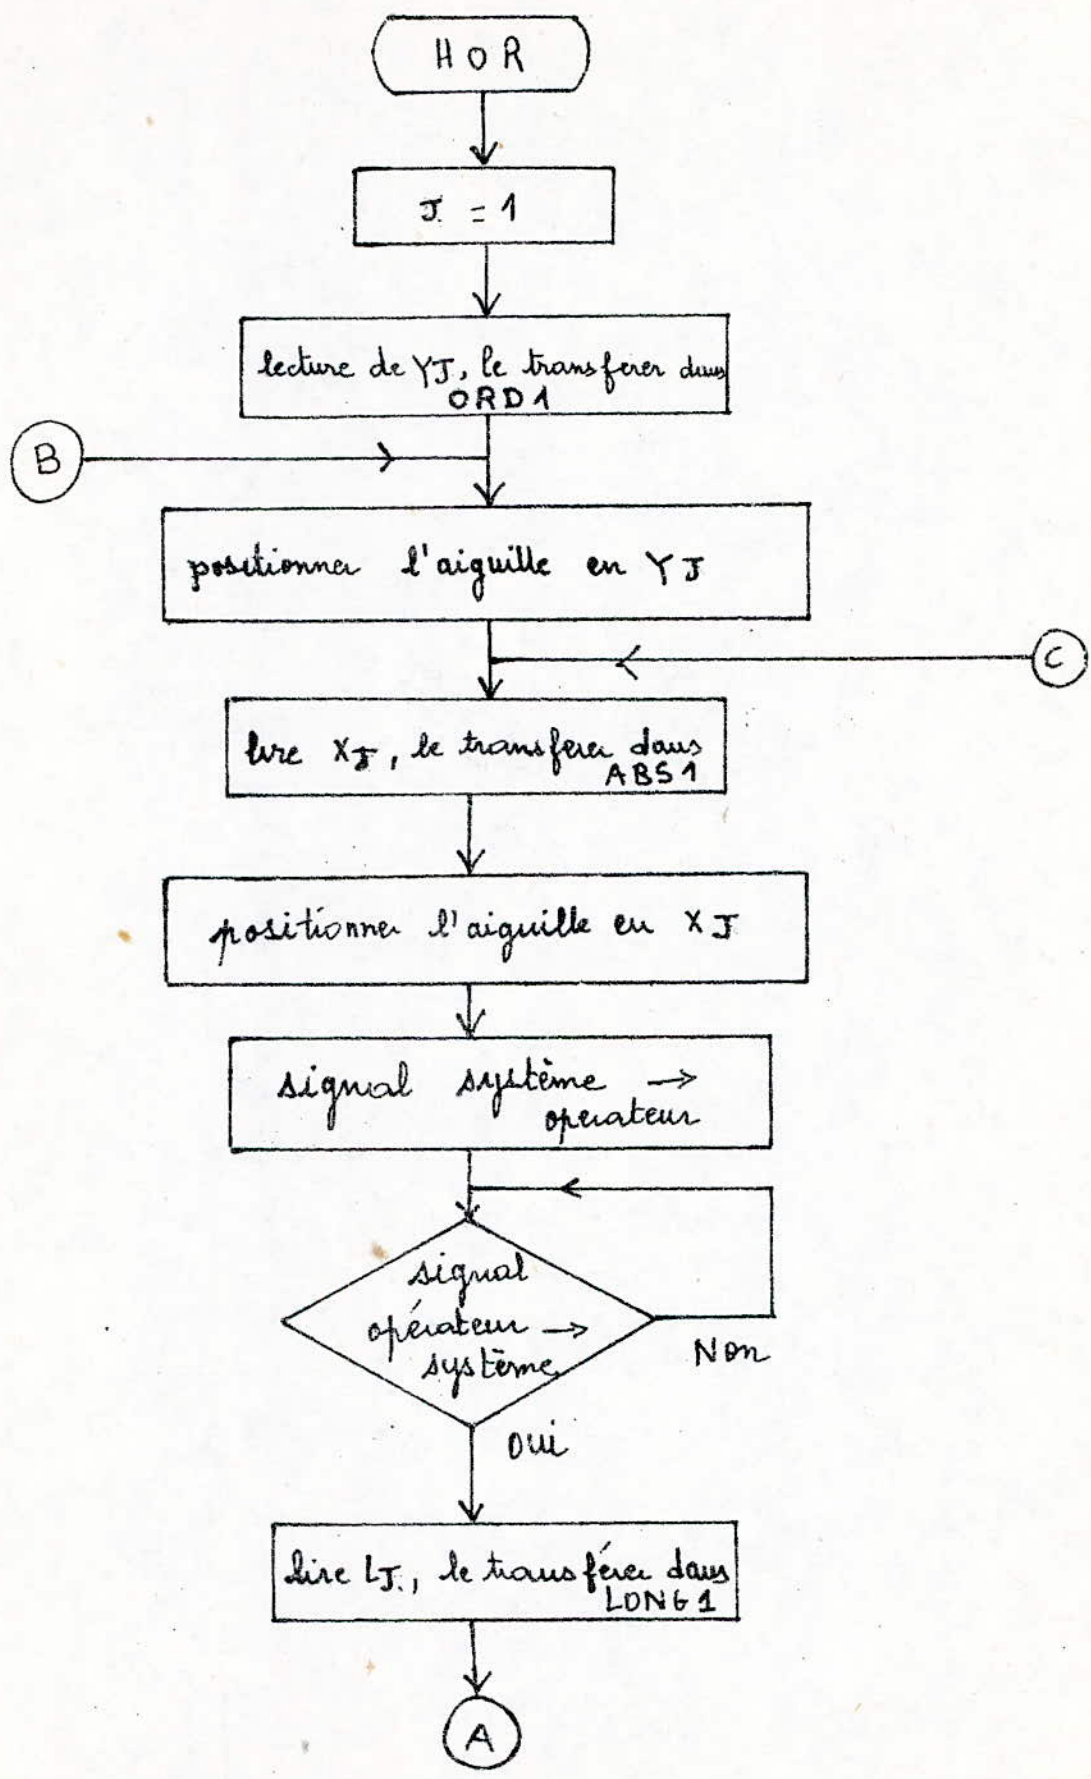 HOR
J = 1
lecture de YJ, le transferer dans
ORD1
B
positionner l'aiguille en YJ
C
lire XJ, le transferer dans
ABS1
positionner l'aiguille en XJ
signal système →
operateur
signal
opérateur →
système
Non
OUI
lire LJ, le transférer dans
LONG1
A